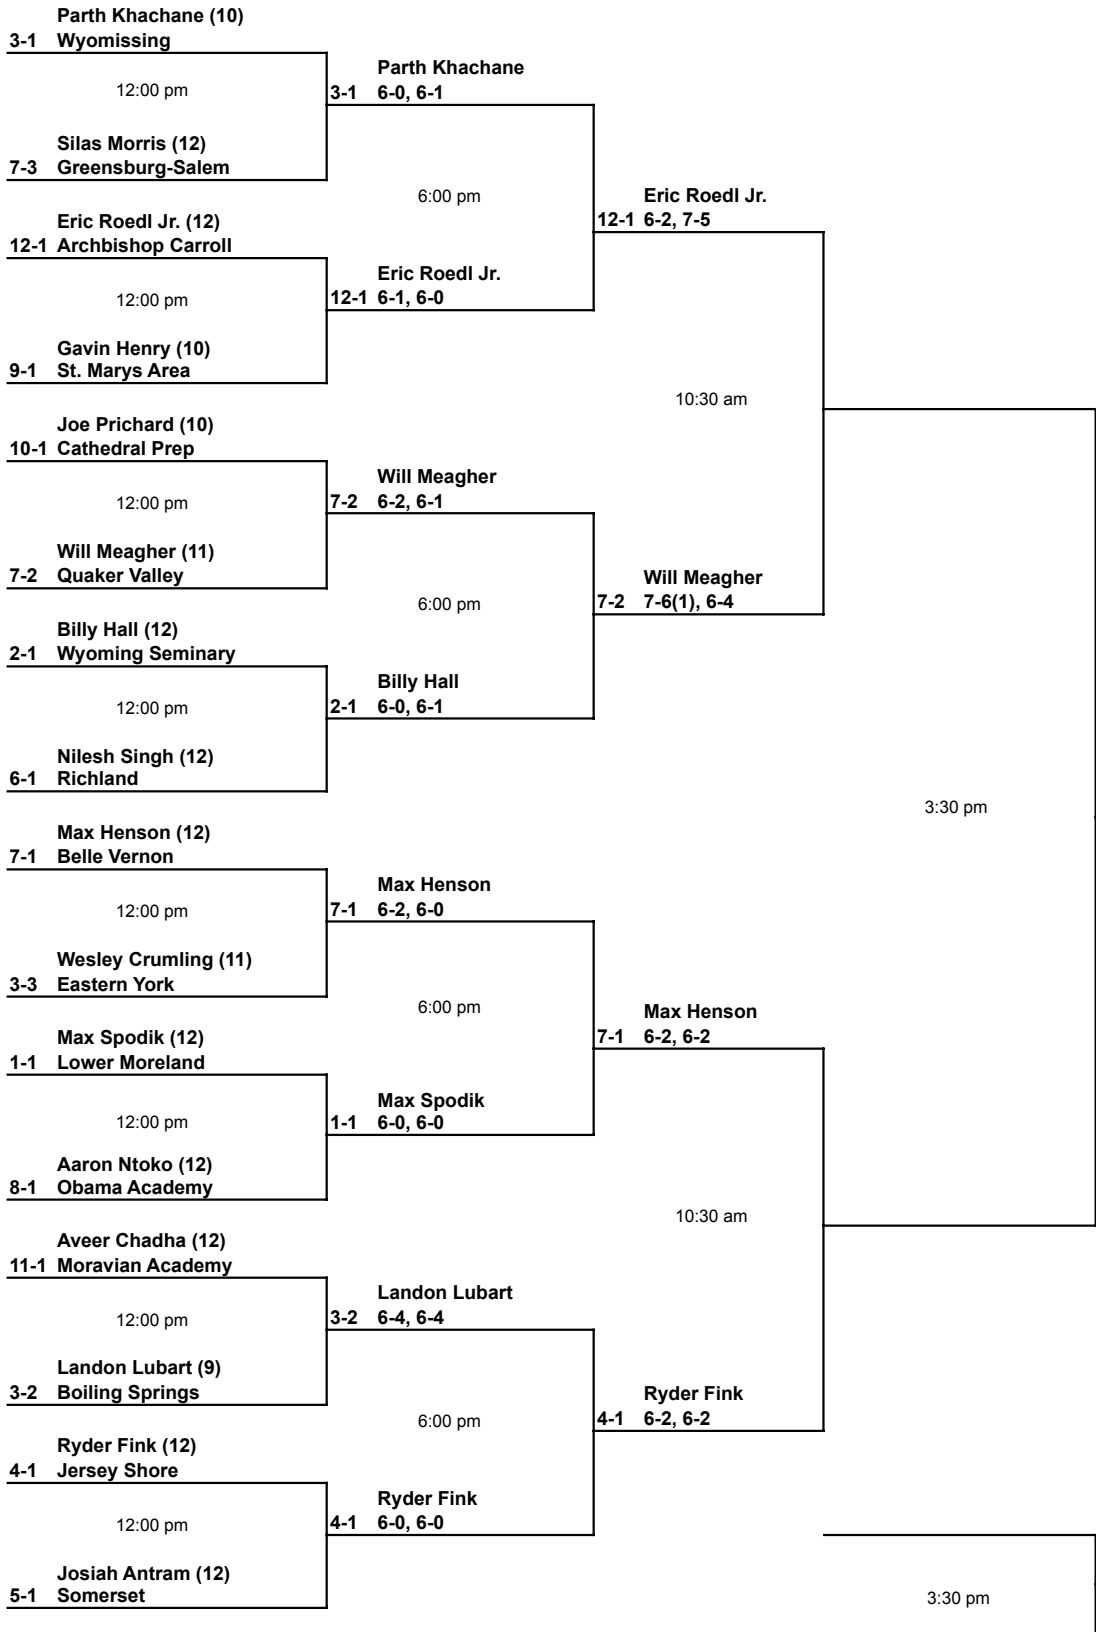 Parth Khachane (10)
3-1 Wyomissing
12:00 pm
Silas Morris (12)
7-3 Greensburg-Salem
Eric Roedl Jr. (12)
12-1 Archbishop Carroll
12:00 pm
Gavin Henry (10)
9-1 St. Marys Area
Joe Prichard (10)
10-1 Cathedral Prep
12:00 pm
Will Meagher (11)
7-2 Quaker Valley
Billy Hall (12)
2-1 Wyoming Seminary
12:00 pm
Nilesh Singh (12)
6-1 Richland
Max Henson (12)
7-1 Belle Vernon
12:00 pm
Wesley Crumling (11)
3-3 Eastern York
Max Spodik (12)
1-1 Lower Moreland
12:00 pm
Aaron Ntoko (12)
8-1 Obama Academy
Aveer Chadha (12)
11-1 Moravian Academy
12:00 pm
Landon Lubart (9)
3-2 Boiling Springs
Ryder Fink (12)
4-1 Jersey Shore
12:00 pm
Josiah Antram (12)
5-1 Somerset
Parth Khachane
3-1 6-0, 6-1
6:00 pm
Eric Roedl Jr.
12-1 6-1, 6-0
Will Meagher
7-2 6-2, 6-1
6:00 pm
Billy Hall
2-1 6-0, 6-1
Max Henson
7-1 6-2, 6-0
6:00 pm
Max Spodik
1-1 6-0, 6-0
Landon Lubart
3-2 6-4, 6-4
6:00 pm
Ryder Fink
4-1 6-0, 6-0
Eric Roedl Jr.
12-1 6-2, 7-5
10:30 am
Will Meagher
7-2 7-6(1), 6-4
Max Henson
7-1 6-2, 6-2
10:30 am
Ryder Fink
4-1 6-2, 6-2
3:30 pm
3:30 pm